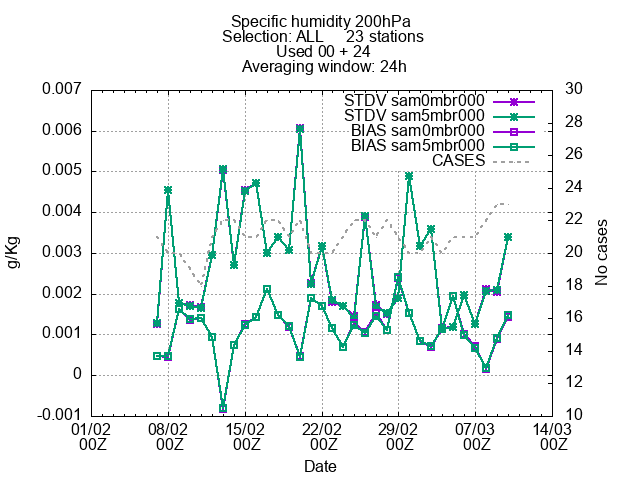 Specific humidity 200hPa
Selection: ALL 23 stations
Used 00 + 24
Averaging window: 24h
STDV sam0mbr000
STDV sam5mbr000
BIAS sam0mbr000
BIAS sam5mbr000
CASES
0.007
0.006
0.005
0.004
0.003
0.002
0.001
0
-0.001
g/Kg
30
28
26
24
22
20
18
16
14
12
10
No cases
01/02 08/02 15/02 22/02 29/02 07/03 14/03
00Z 00Z 00Z 00Z 00Z 00Z 00Z
Date